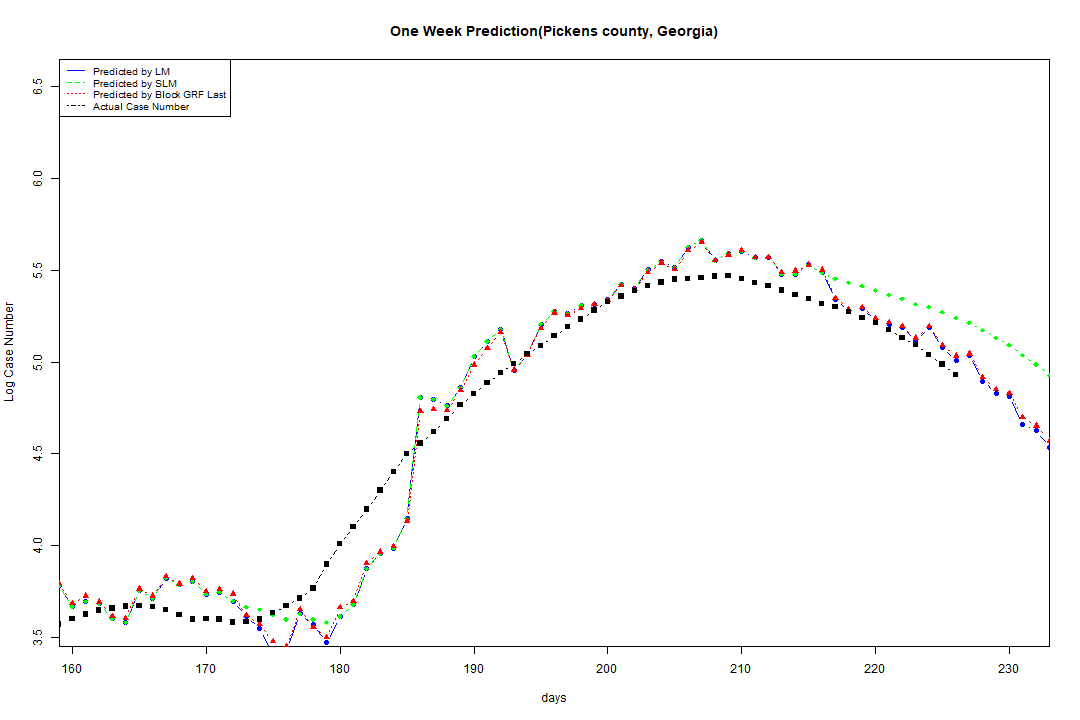 One Week Prediction(Pickens county, Georgia)
Predicted by LM
Predicted by SLM
Predicted by Block GRF Last
Actual Case Number
6.5
6.0
5.5
5.0
4.5
4.0
3.5
Log Case Number
160 170 180 190 200 210 220 230
days